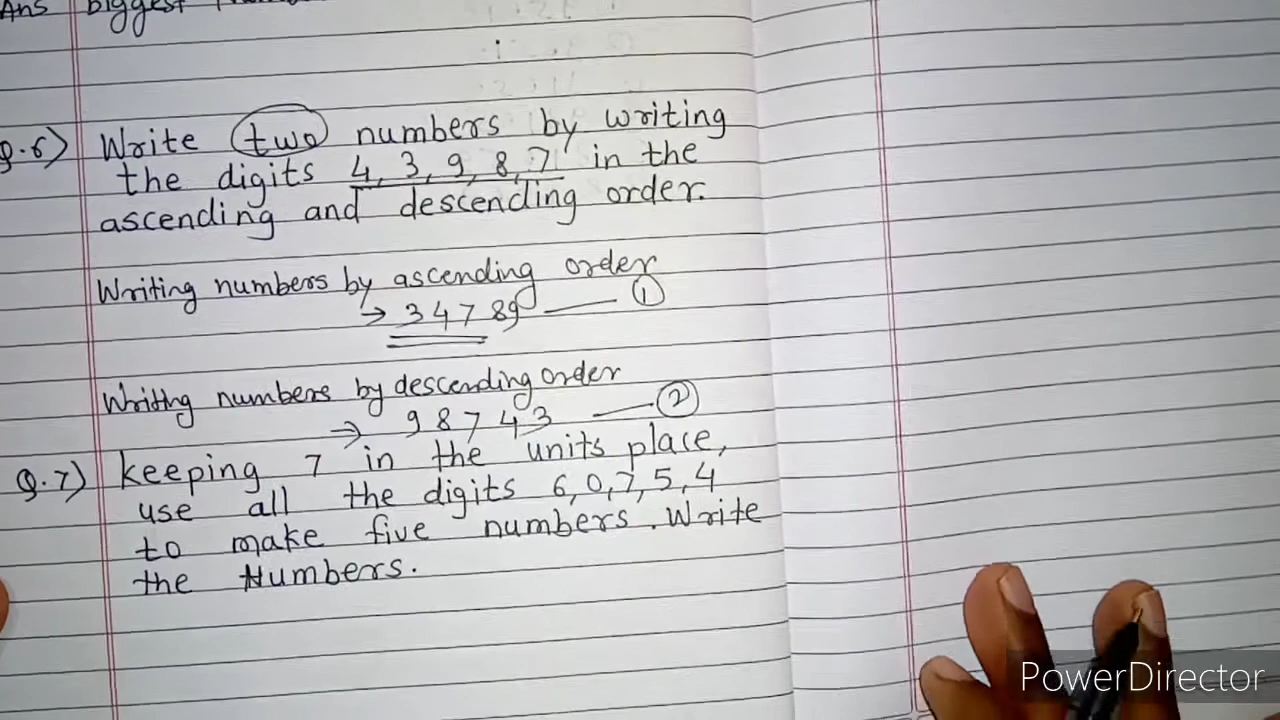 Ans Biggest
Q.6) Write two numbers by writing
the digits 4, 3, 9, 8, 7 in the
ascending and descending order.
Writing numbers by ascending order
→ 34789 — 1
Writing numbers by descending order
→ 98743 — 2
Q.7) keeping 7 in the units place,
use all the digits 6, 0, 7, 5, 4
to make five numbers. Write
the Numbers.
PowerDirector